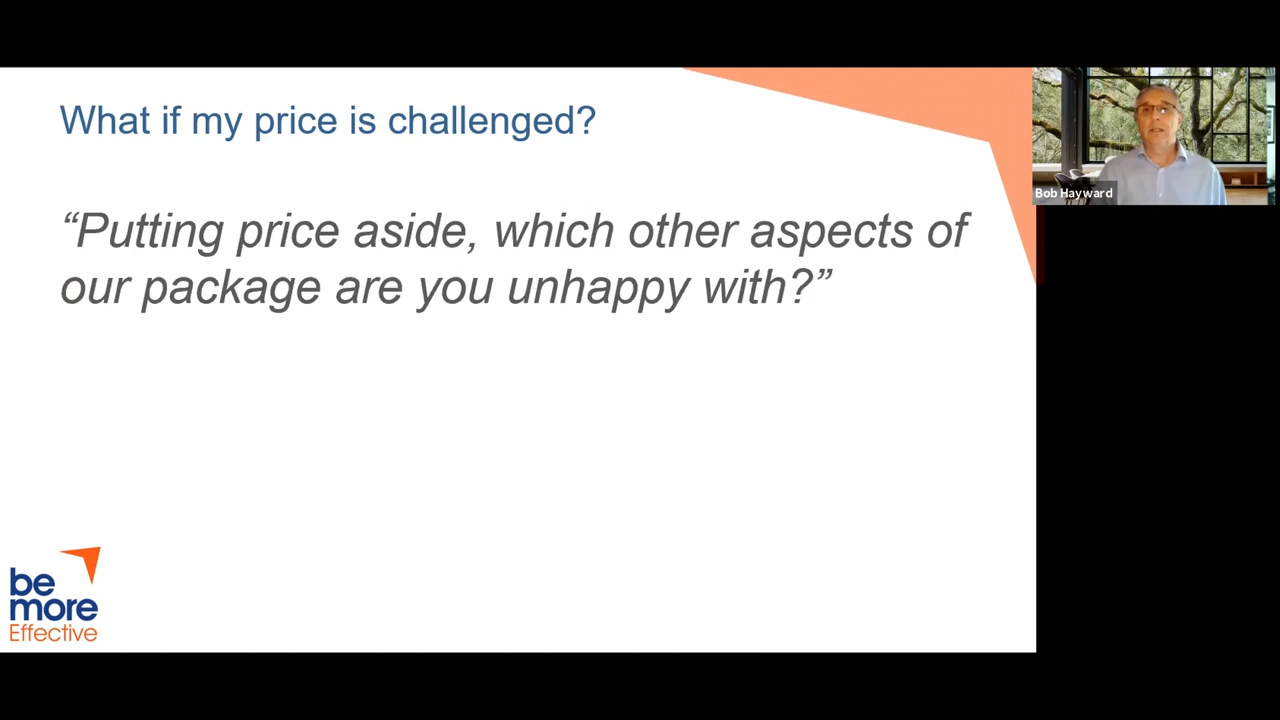 What if my price is challenged?
“Putting price aside, which other aspects of
our package are you unhappy with?”
Bob Hayward
be
more
Effective